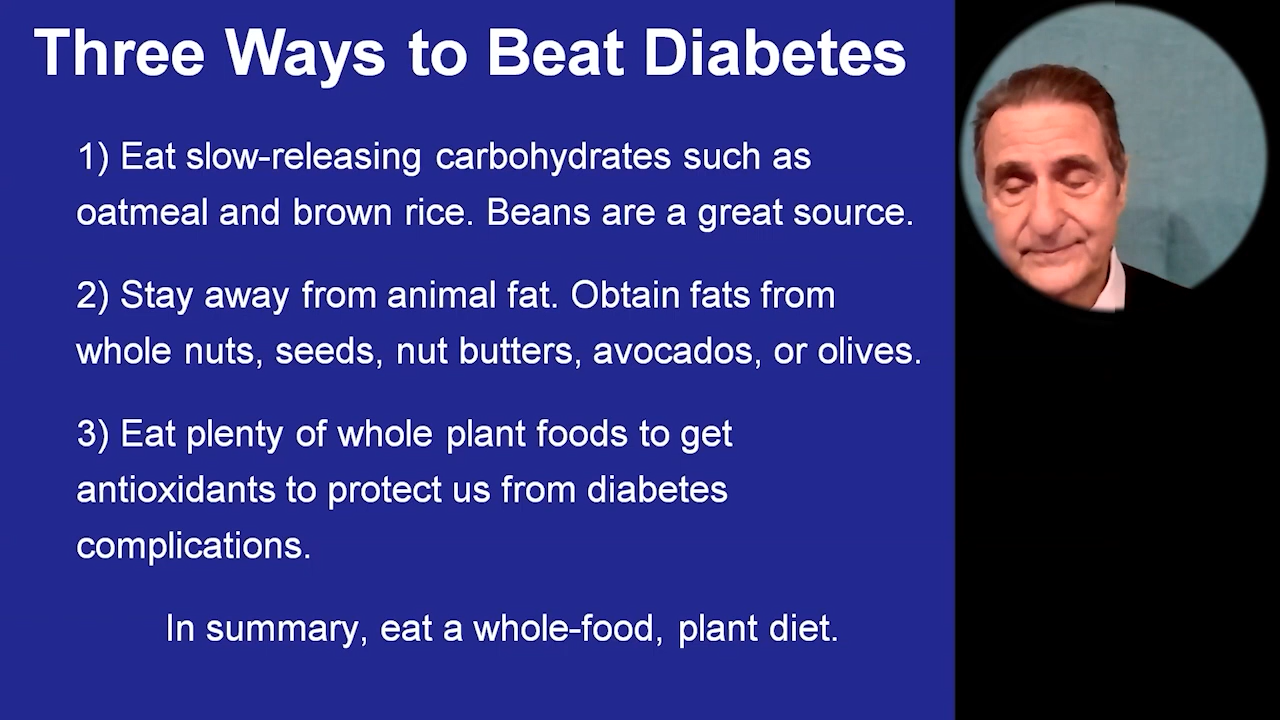 Three Ways to Beat Diabetes
1) Eat slow-releasing carbohydrates such as
oatmeal and brown rice. Beans are a great source.
2) Stay away from animal fat. Obtain fats from
whole nuts, seeds, nut butters, avocados, or olives.
3) Eat plenty of whole plant foods to get
antioxidants to protect us from diabetes
complications.
In summary, eat a whole-food, plant diet.